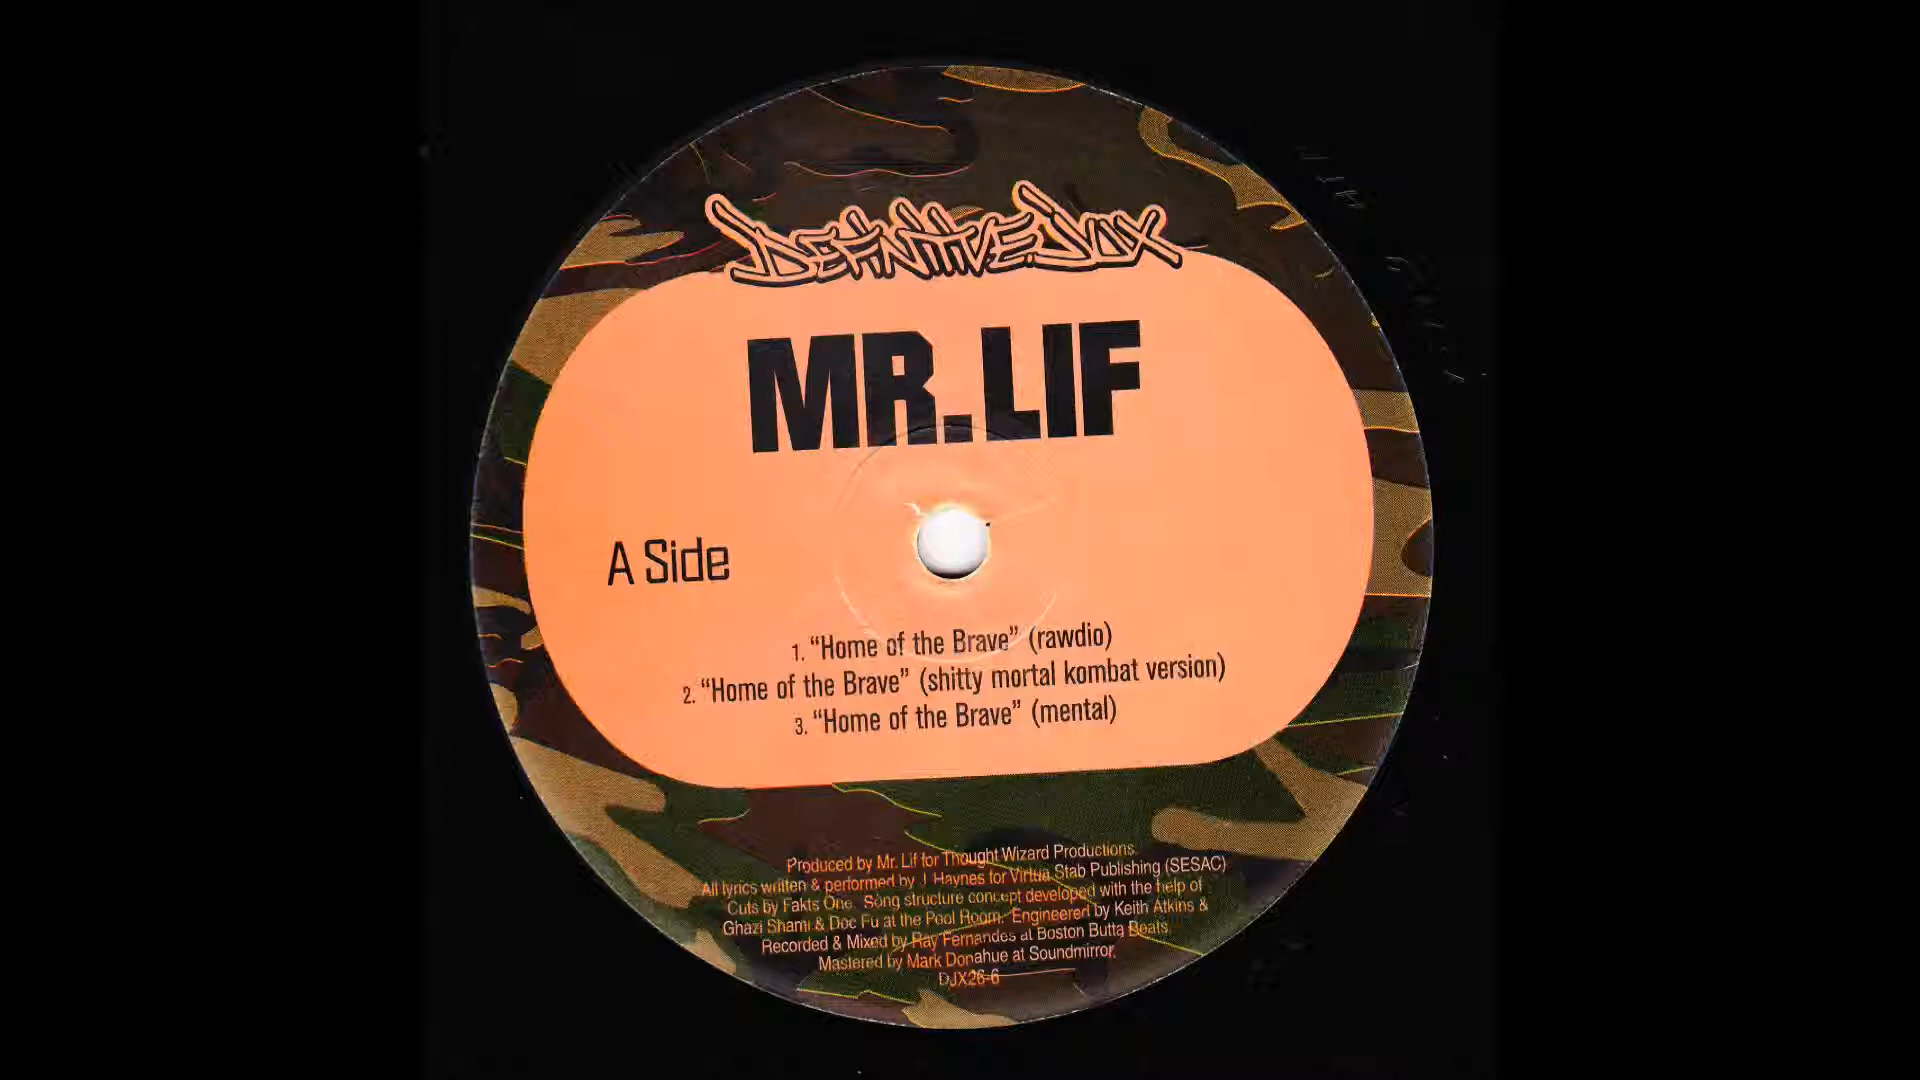 DEFINITIVE JUX
MR. LIF
A Side
1. “Home of the Brave” (rawdio)
2. “Home of the Brave” (shitty mortal kombat version)
3. “Home of the Brave” (mental)
Produced by Mr. Lif for Thought Wizard Productions.
All lyrics written & performed by J Haynes for Virtua Stab Publishing (SESAC)
Cuts by Fakts One. Song structure concept developed with the help of
Ghazi Shami & Doc Fu at the Pool Room. Engineered by Keith Atkins &
Recorded & Mixed by Ray Fernandes at Boston Butta Beats.
Mastered by Mark Donahue at Soundmirror.
DJX26-6